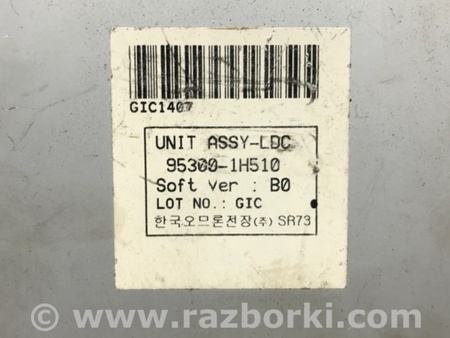 GIC1407
UNIT ASSY-LDC
95300-1H510
Soft ver : B0
LOT NO.: GIC
한국오므론전장(주) SR73
© www.razborki.com